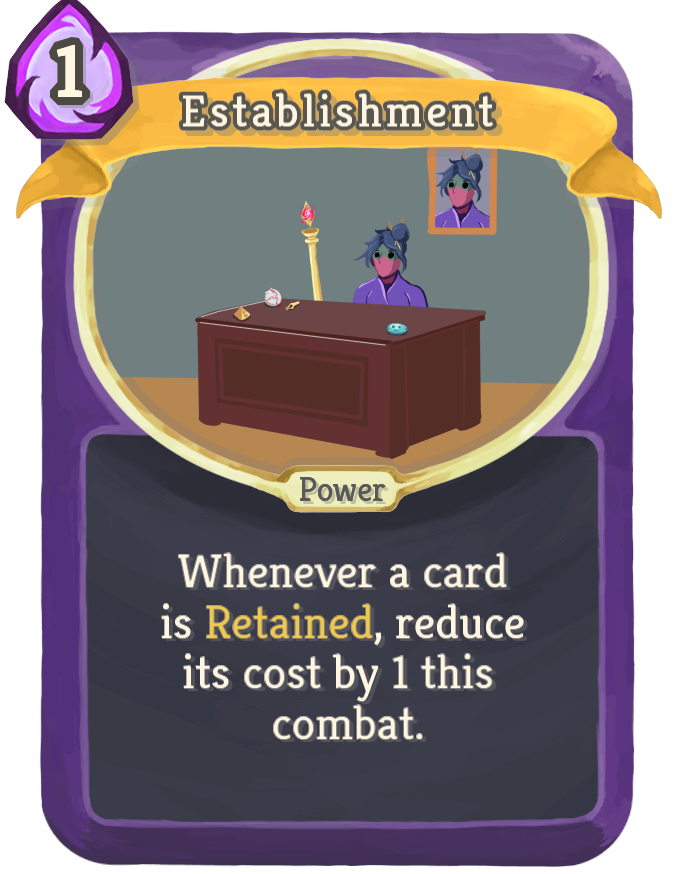 1
Establishment
Power
Whenever a card
is Retained, reduce
its cost by 1 this
combat.